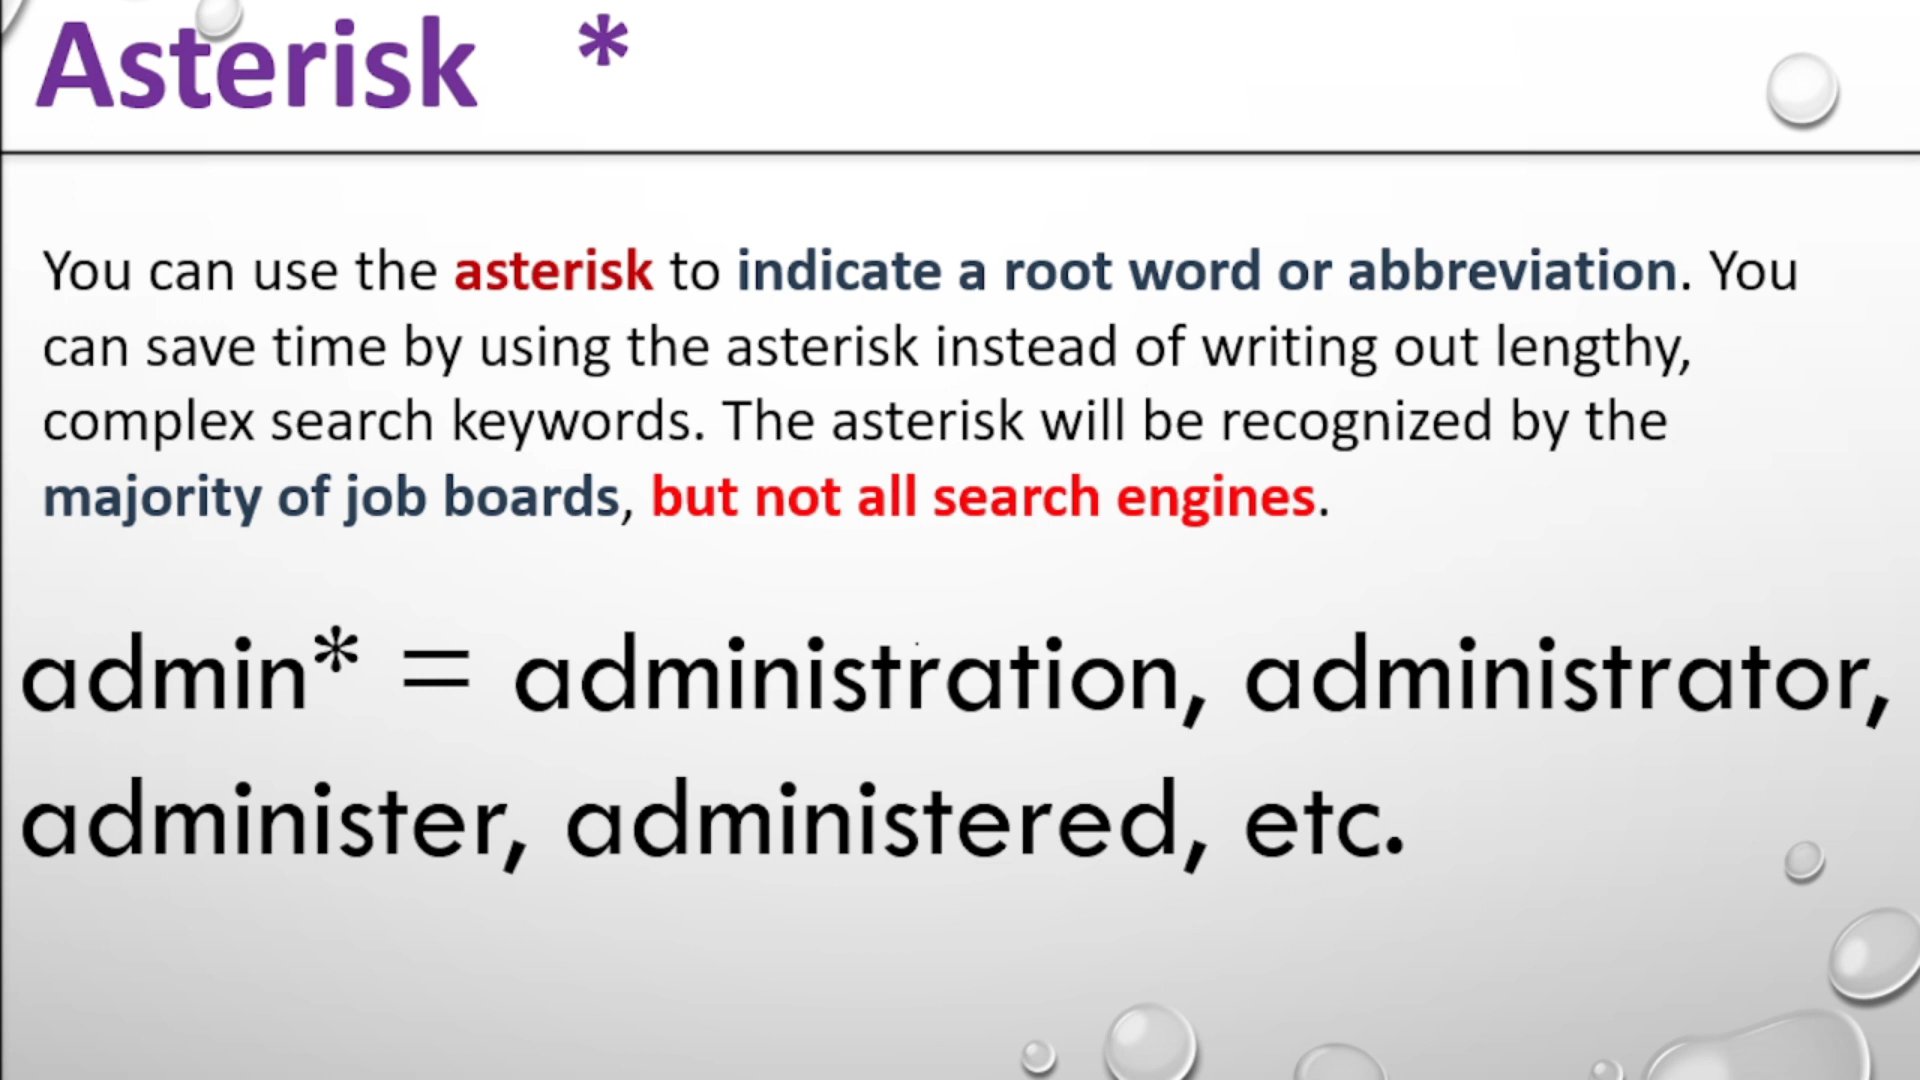 Asterisk *
You can use the asterisk to indicate a root word or abbreviation. You
can save time by using the asterisk instead of writing out lengthy,
complex search keywords. The asterisk will be recognized by the
majority of job boards, but not all search engines.
admin* = administration, administrator,
administer, administered, etc.